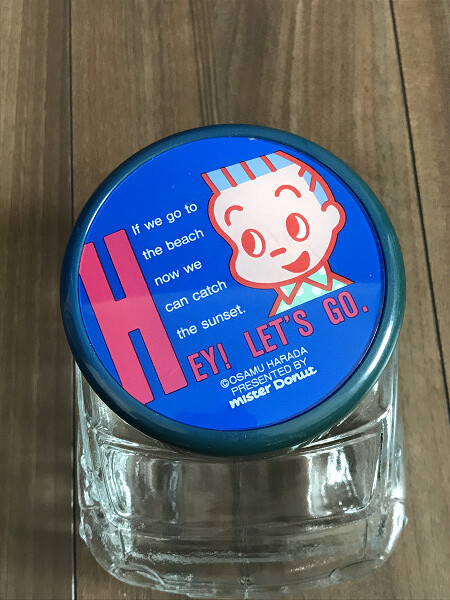 If we go to
the beach
now we
can catch
the sunset.
HEY! LET'S GO.
©OSAMU HARADA
PRESENTED BY
mister Donut